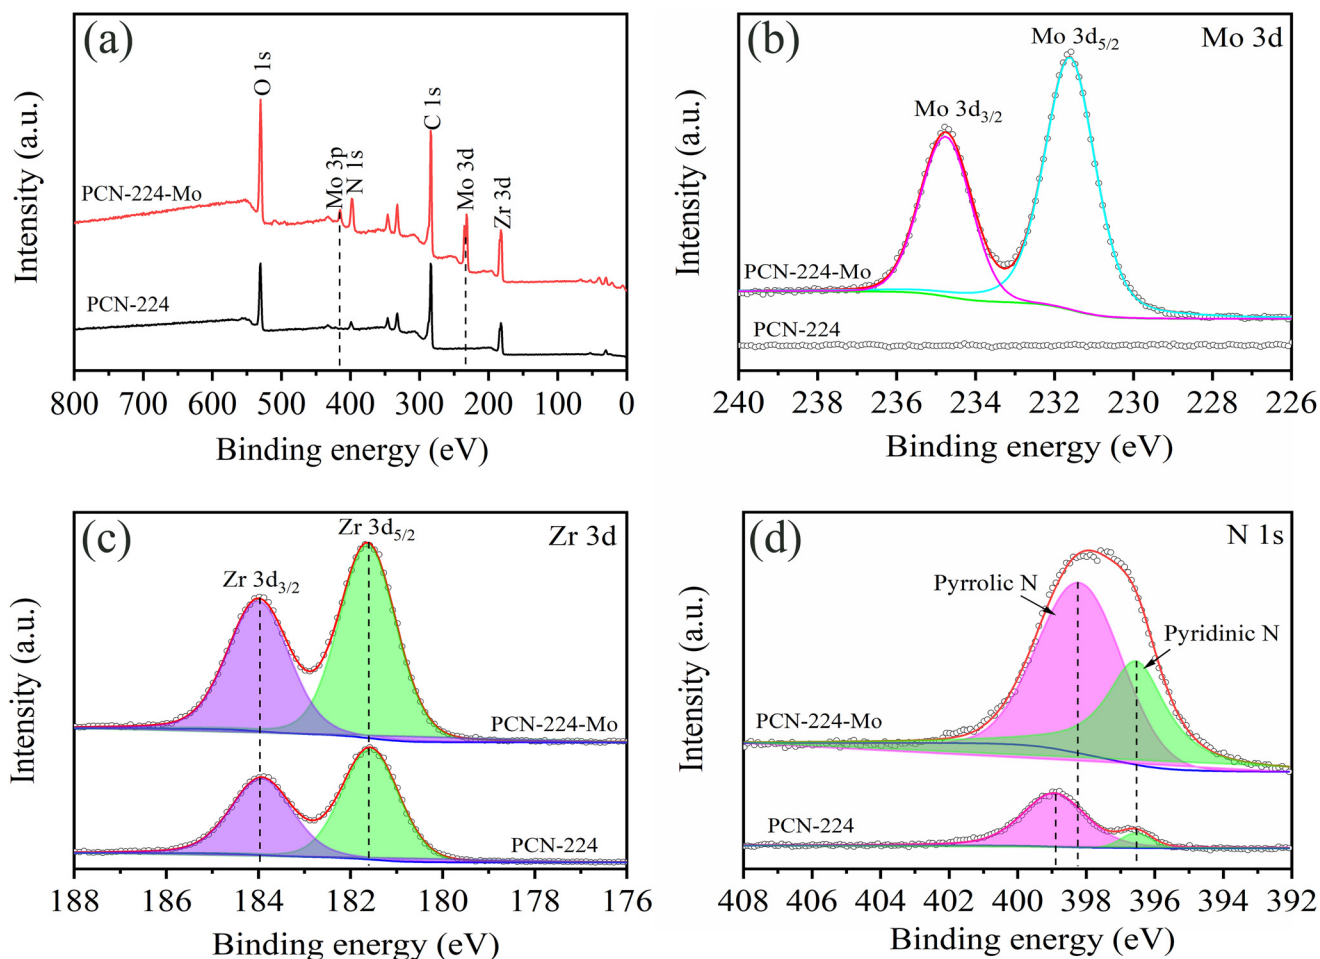 (a)
O 1s
Mo 3p
N 1s
C 1s
Mo 3d
Zr 3d
PCN-224-Mo
PCN-224
Intensity (a.u.)
800 700 600 500 400 300 200 100 0
Binding energy (eV)
(b)
Mo 3d5/2
Mo 3d
Mo 3d3/2
PCN-224-Mo
PCN-224
Intensity (a.u.)
240 238 236 234 232 230 228 226
Binding energy (eV)
(c)
Zr 3d5/2
Zr 3d
Zr 3d3/2
PCN-224-Mo
PCN-224
Intensity (a.u.)
188 186 184 182 180 178 176
Binding energy (eV)
(d)
N 1s
Pyrrolic N
Pyridinic N
PCN-224-Mo
PCN-224
Intensity (a.u.)
408 406 404 402 400 398 396 394 392
Binding energy (eV)